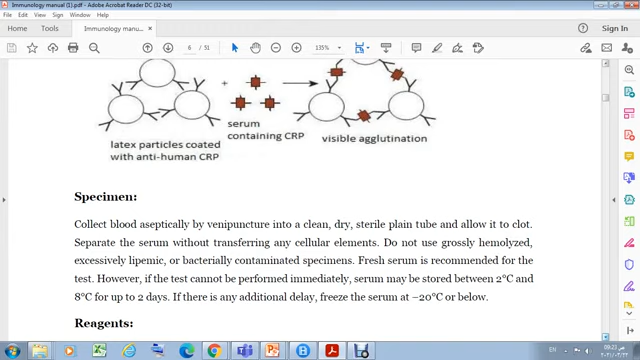 Immunology manual (1).pdf - Adobe Acrobat Reader DC (32-bit)
File Edit View Sign Window Help
Home Tools Immunology manual... ×
6 / 51 135%
serum
containing CRP
latex particles coated
with anti-human CRP
visible agglutination
+
Specimen:
Collect blood aseptically by venipuncture into a clean, dry, sterile plain tube and allow it to clot.
Separate the serum without transferring any cellular elements. Do not use grossly hemolyzed,
excessively lipemic, or bacterially contaminated specimens. Fresh serum is recommended for the
test. However, if the test cannot be performed immediately, serum may be stored between 2°C and
8°C for up to 2 days. If there is any additional delay, freeze the serum at −20°C or below.
Reagents:
09:23 ص